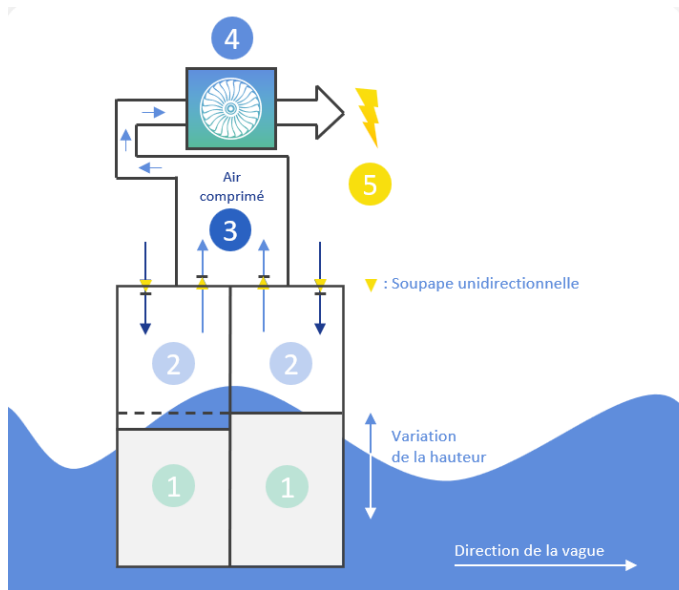 4
5
Air
comprimé
3
: Soupape unidirectionnelle
2
2
Variation
de la hauteur
1
1
Direction de la vague